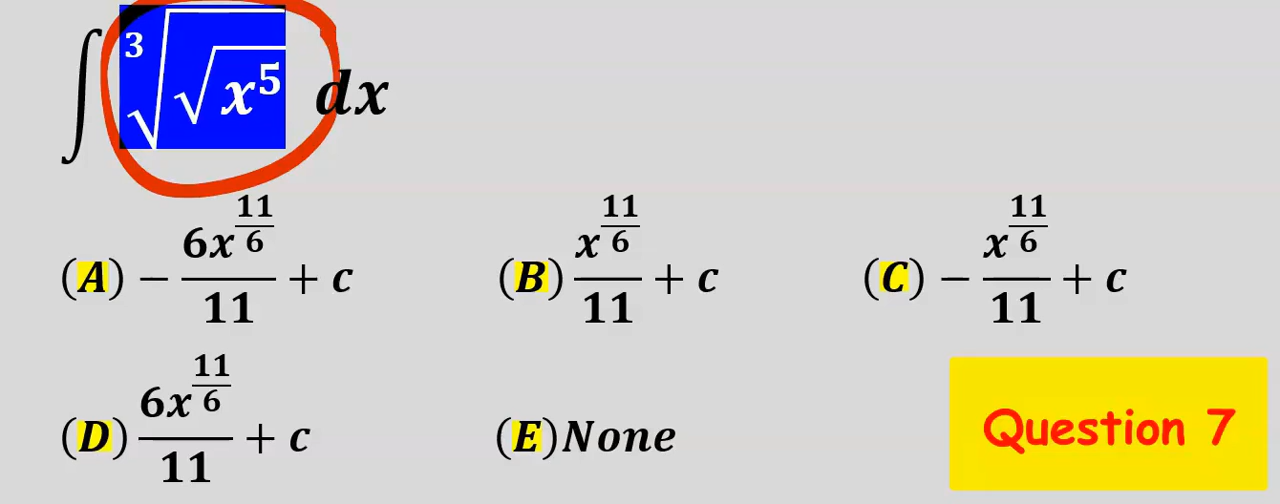 ∫ ∛(√(x⁵)) dx
(A) − 6x^(11/6) / 11 + c
(B) x^(11/6) / 11 + c
(C) − x^(11/6) / 11 + c
(D) 6x^(11/6) / 11 + c
(E) None
Question 7